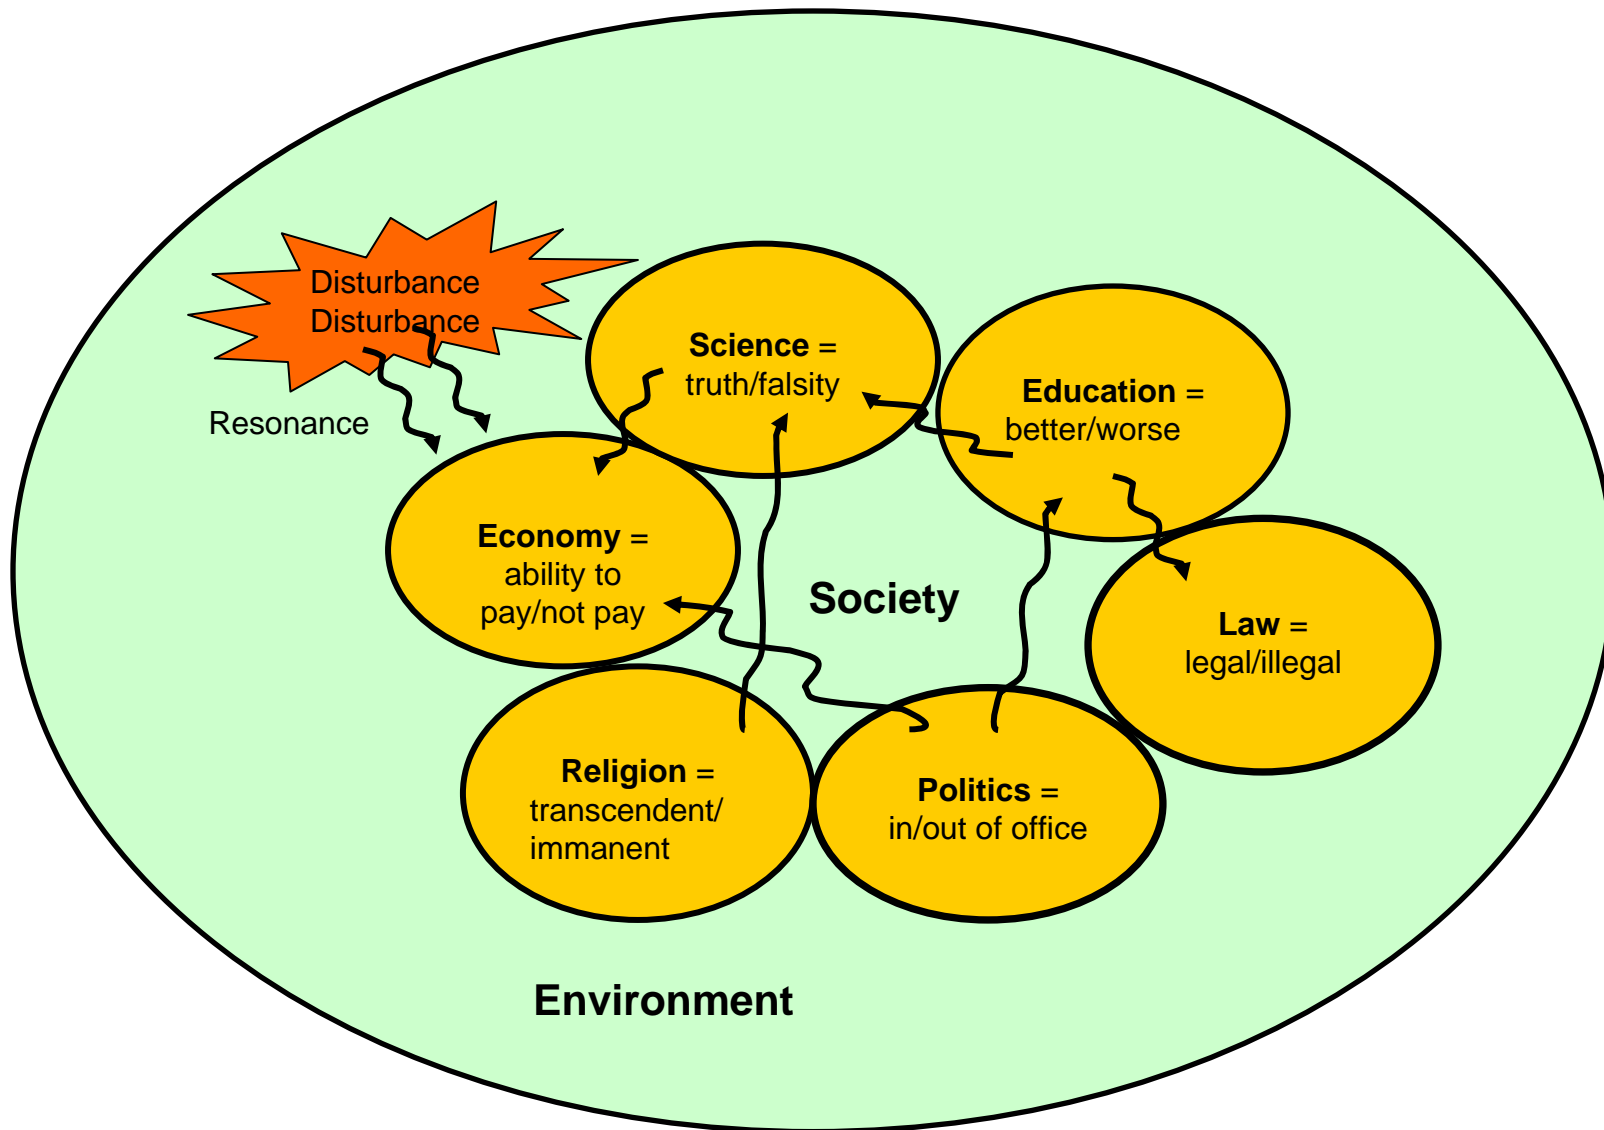 Disturbance
Disturbance
Resonance
Science =
truth/falsity
Education =
better/worse
Economy =
ability to
pay/not pay
Society
Law =
legal/illegal
Religion =
transcendent/
immanent
Politics =
in/out of office
Environment